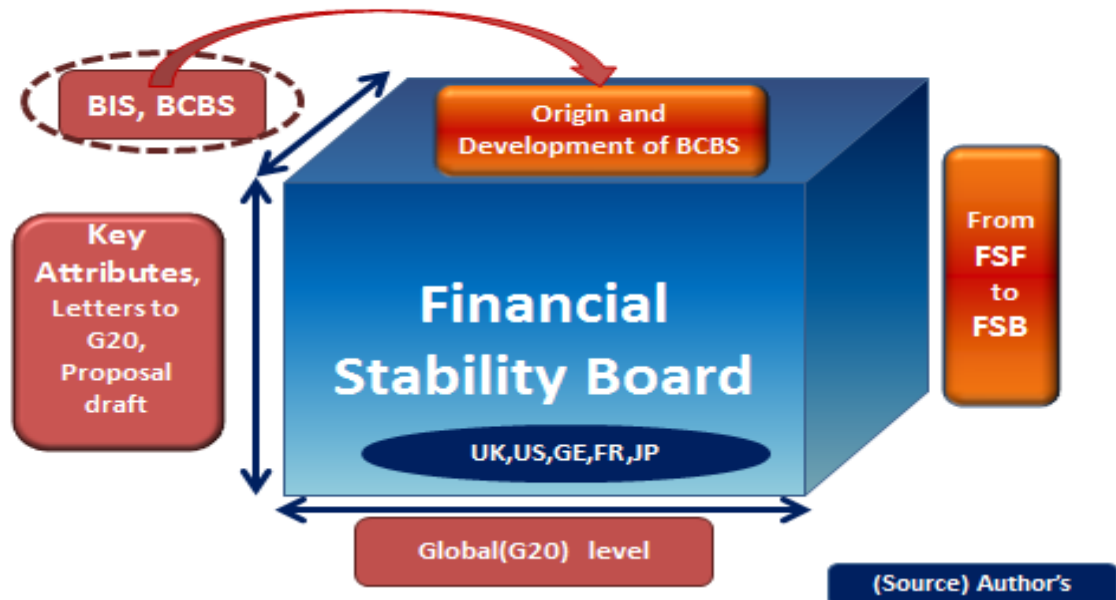 BIS, BCBS
Origin and
Development of BCBS
Key
Attributes,
Letters to
G20,
Proposal
draft
From
FSF
to
FSB
Financial
Stability Board
UK,US,GE,FR,JP
Global(G20) level
(Source) Author's